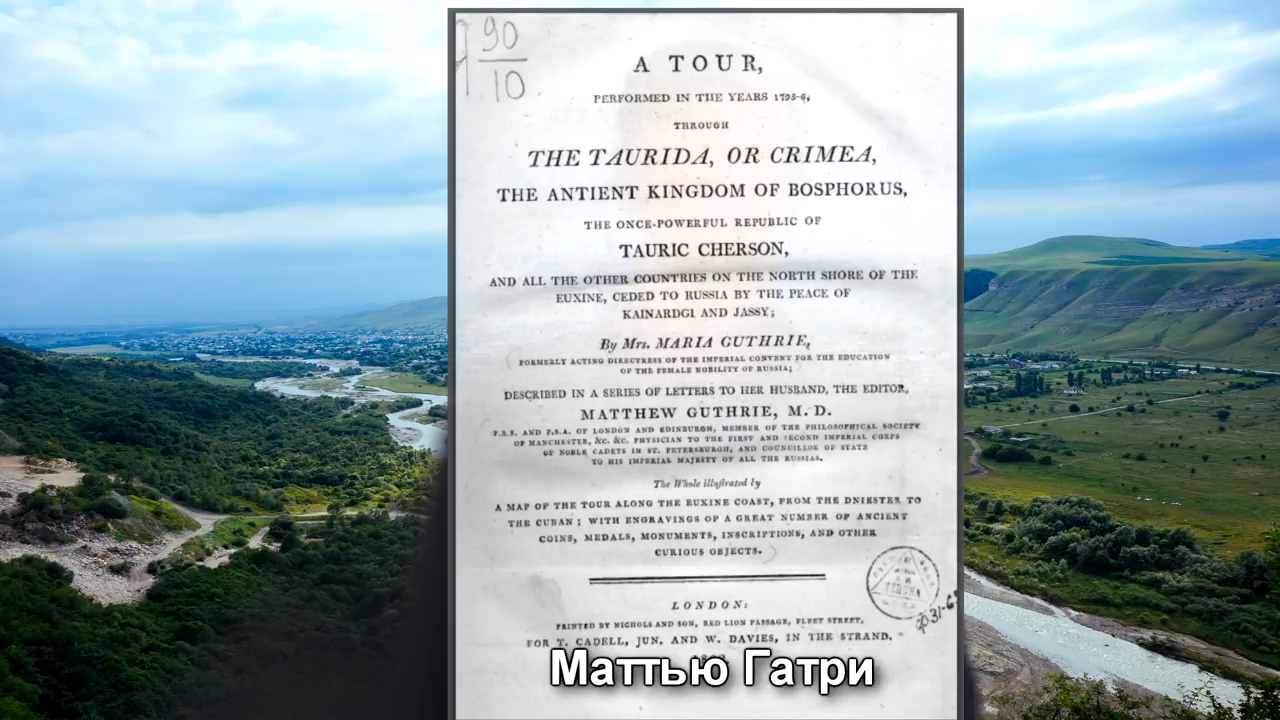 90
10
A TOUR,
PERFORMED IN THE YEARS 1795-6,
THROUGH
THE TAURIDA, OR CRIMEA,
THE ANTIENT KINGDOM OF BOSPHORUS,
THE ONCE-POWERFUL REPUBLIC OF
TAURIC CHERSON,
AND ALL THE OTHER COUNTRIES ON THE NORTH SHORE OF THE
EUXINE, CEDED TO RUSSIA BY THE PEACE OF
KAINARDGI AND JASSY;
By Mrs. MARIA GUTHRIE,
FORMERLY ACTING DIRECTRESS OF THE IMPERIAL CONVENT FOR THE EDUCATION
OF THE FEMALE NOBILITY OF RUSSIA;
DESCRIBED IN A SERIES OF LETTERS TO HER HUSBAND, THE EDITOR,
MATTHEW GUTHRIE, M. D.
F.R.S. AND F.S.A. OF LONDON AND EDINBURGH, MEMBER OF THE PHILOSOPHICAL SOCIETY
OF MANCHESTER, &C. &C. PHYSICIAN TO THE FIRST AND SECOND IMPERIAL CORPS
OF NOBLE CADETS IN ST. PETERSBURGH, AND COUNCILLOR OF STATE
TO HIS IMPERIAL MAJESTY OF ALL THE RUSSIAS.
The Whole illuſtrated by
A MAP OF THE TOUR ALONG THE EUXINE COAST, FROM THE DNIESTER TO
THE CUBAN; WITH ENGRAVINGS OF A GREAT NUMBER OF ANCIENT
COINS, MEDALS, MONUMENTS, INSCRIPTIONS, AND OTHER
CURIOUS OBJECTS.
LONDON:
PRINTED BY NICHOLS AND SON, RED LION PASSAGE, FLEET STREET,
FOR T. CADELL, JUN. AND W. DAVIES, IN THE STRAND.
Маттью Гатри